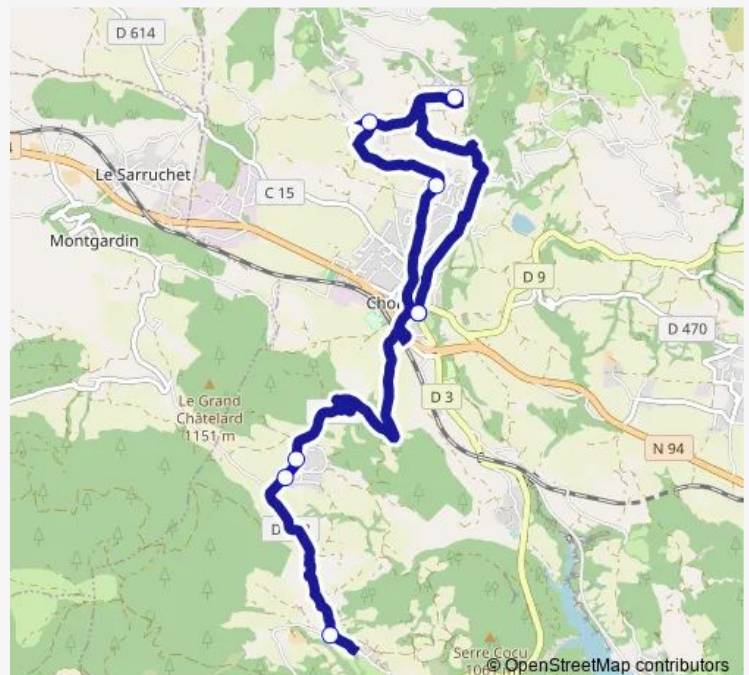 D 614
Le Sarruchet
C 15
Montgardin
D 9
D 470
Le Grand
Châtelard
1151 m
D 3
N 94
Serre Cocu
© OpenStreetMap contributors